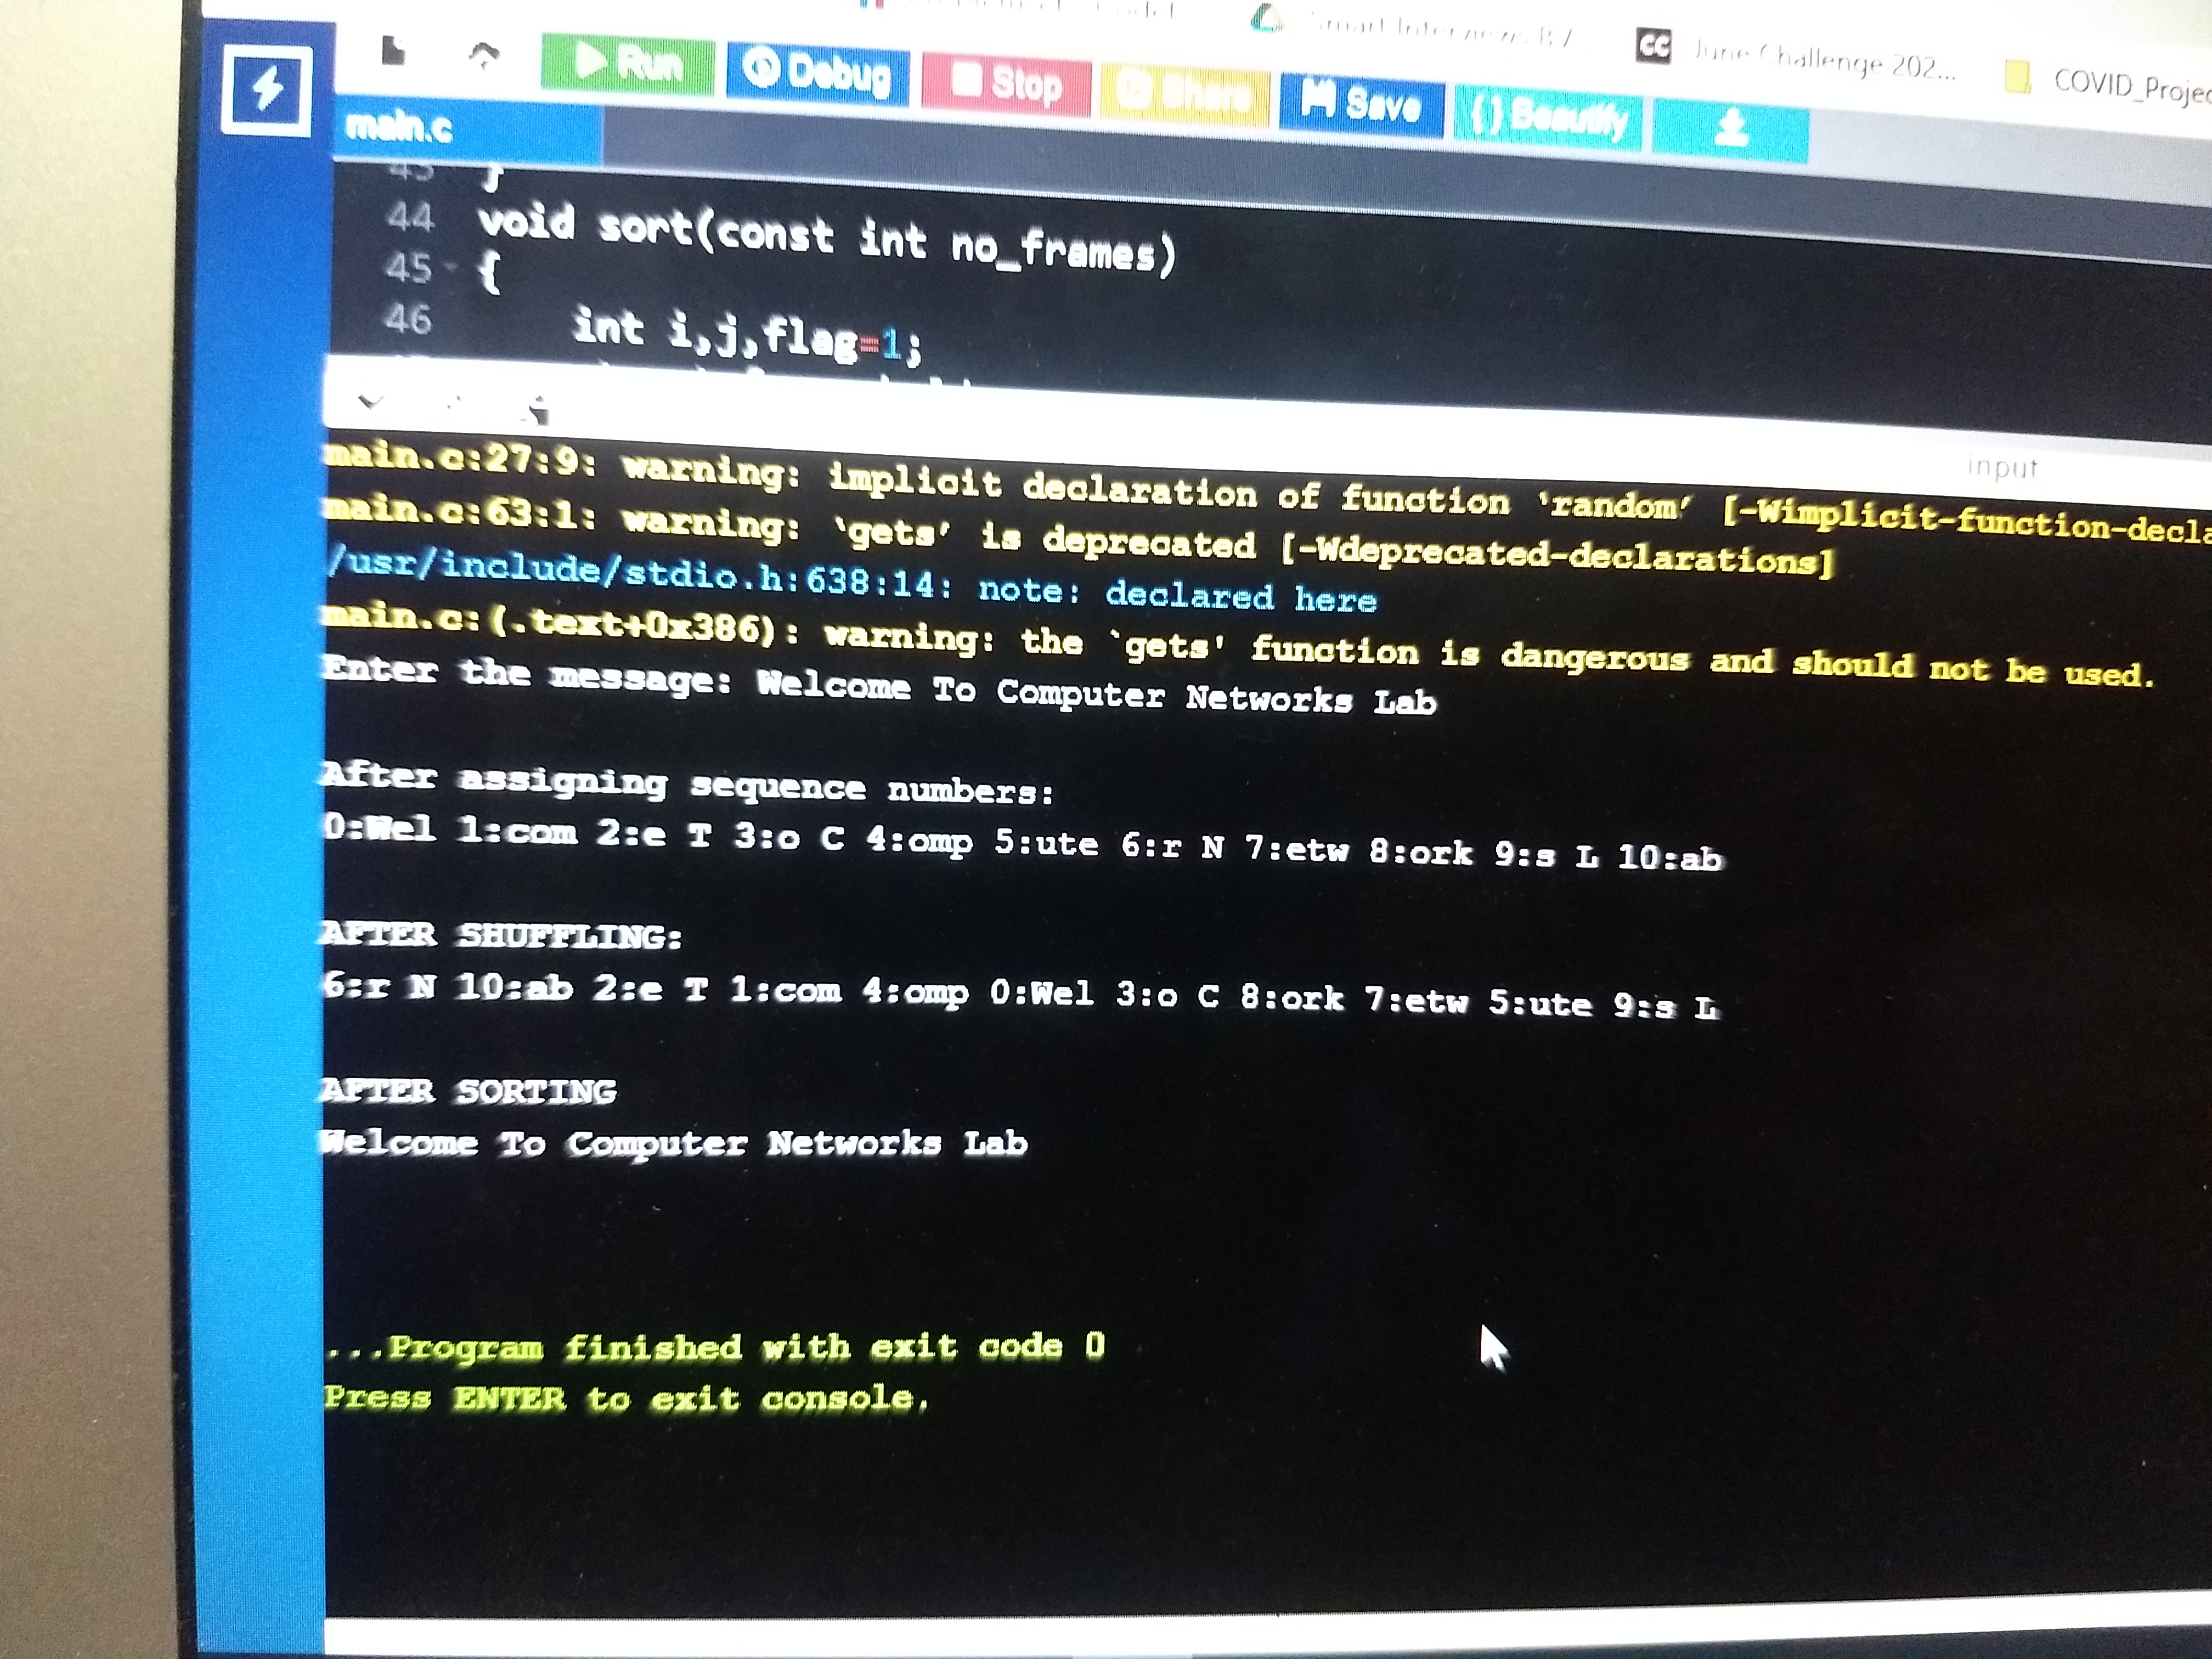 June Challenge 202...
COVID_Projec
Run Debug Stop Share Save {} Beautify
main.c
43 }
44 void sort(const int no_frames)
45 {
46 int i,j,flag=1;
input
main.c:27:9: warning: implicit declaration of function ‘random’ [-Wimplicit-function-decla
main.c:63:1: warning: ‘gets’ is deprecated [-Wdeprecated-declarations]
/usr/include/stdio.h:638:14: note: declared here
main.c:(.text+0x386): warning: the `gets' function is dangerous and should not be used.
Enter the message: Welcome To Computer Networks Lab
After assigning sequence numbers:
0:Wel 1:com 2:e T 3:o C 4:omp 5:ute 6:r N 7:etw 8:ork 9:s L 10:ab
AFTER SHUFFLING:
6:r N 10:ab 2:e T 1:com 4:omp 0:Wel 3:o C 8:ork 7:etw 5:ute 9:s L
AFTER SORTING
Welcome To Computer Networks Lab
...Program finished with exit code 0
Press ENTER to exit console.